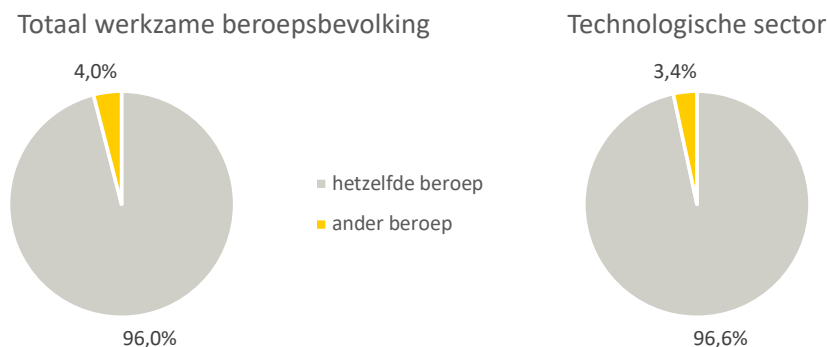 Totaal werkzame beroepsbevolking
4,0%
96,0%
hetzelfde beroep
ander beroep
Technologische sector
3,4%
96,6%